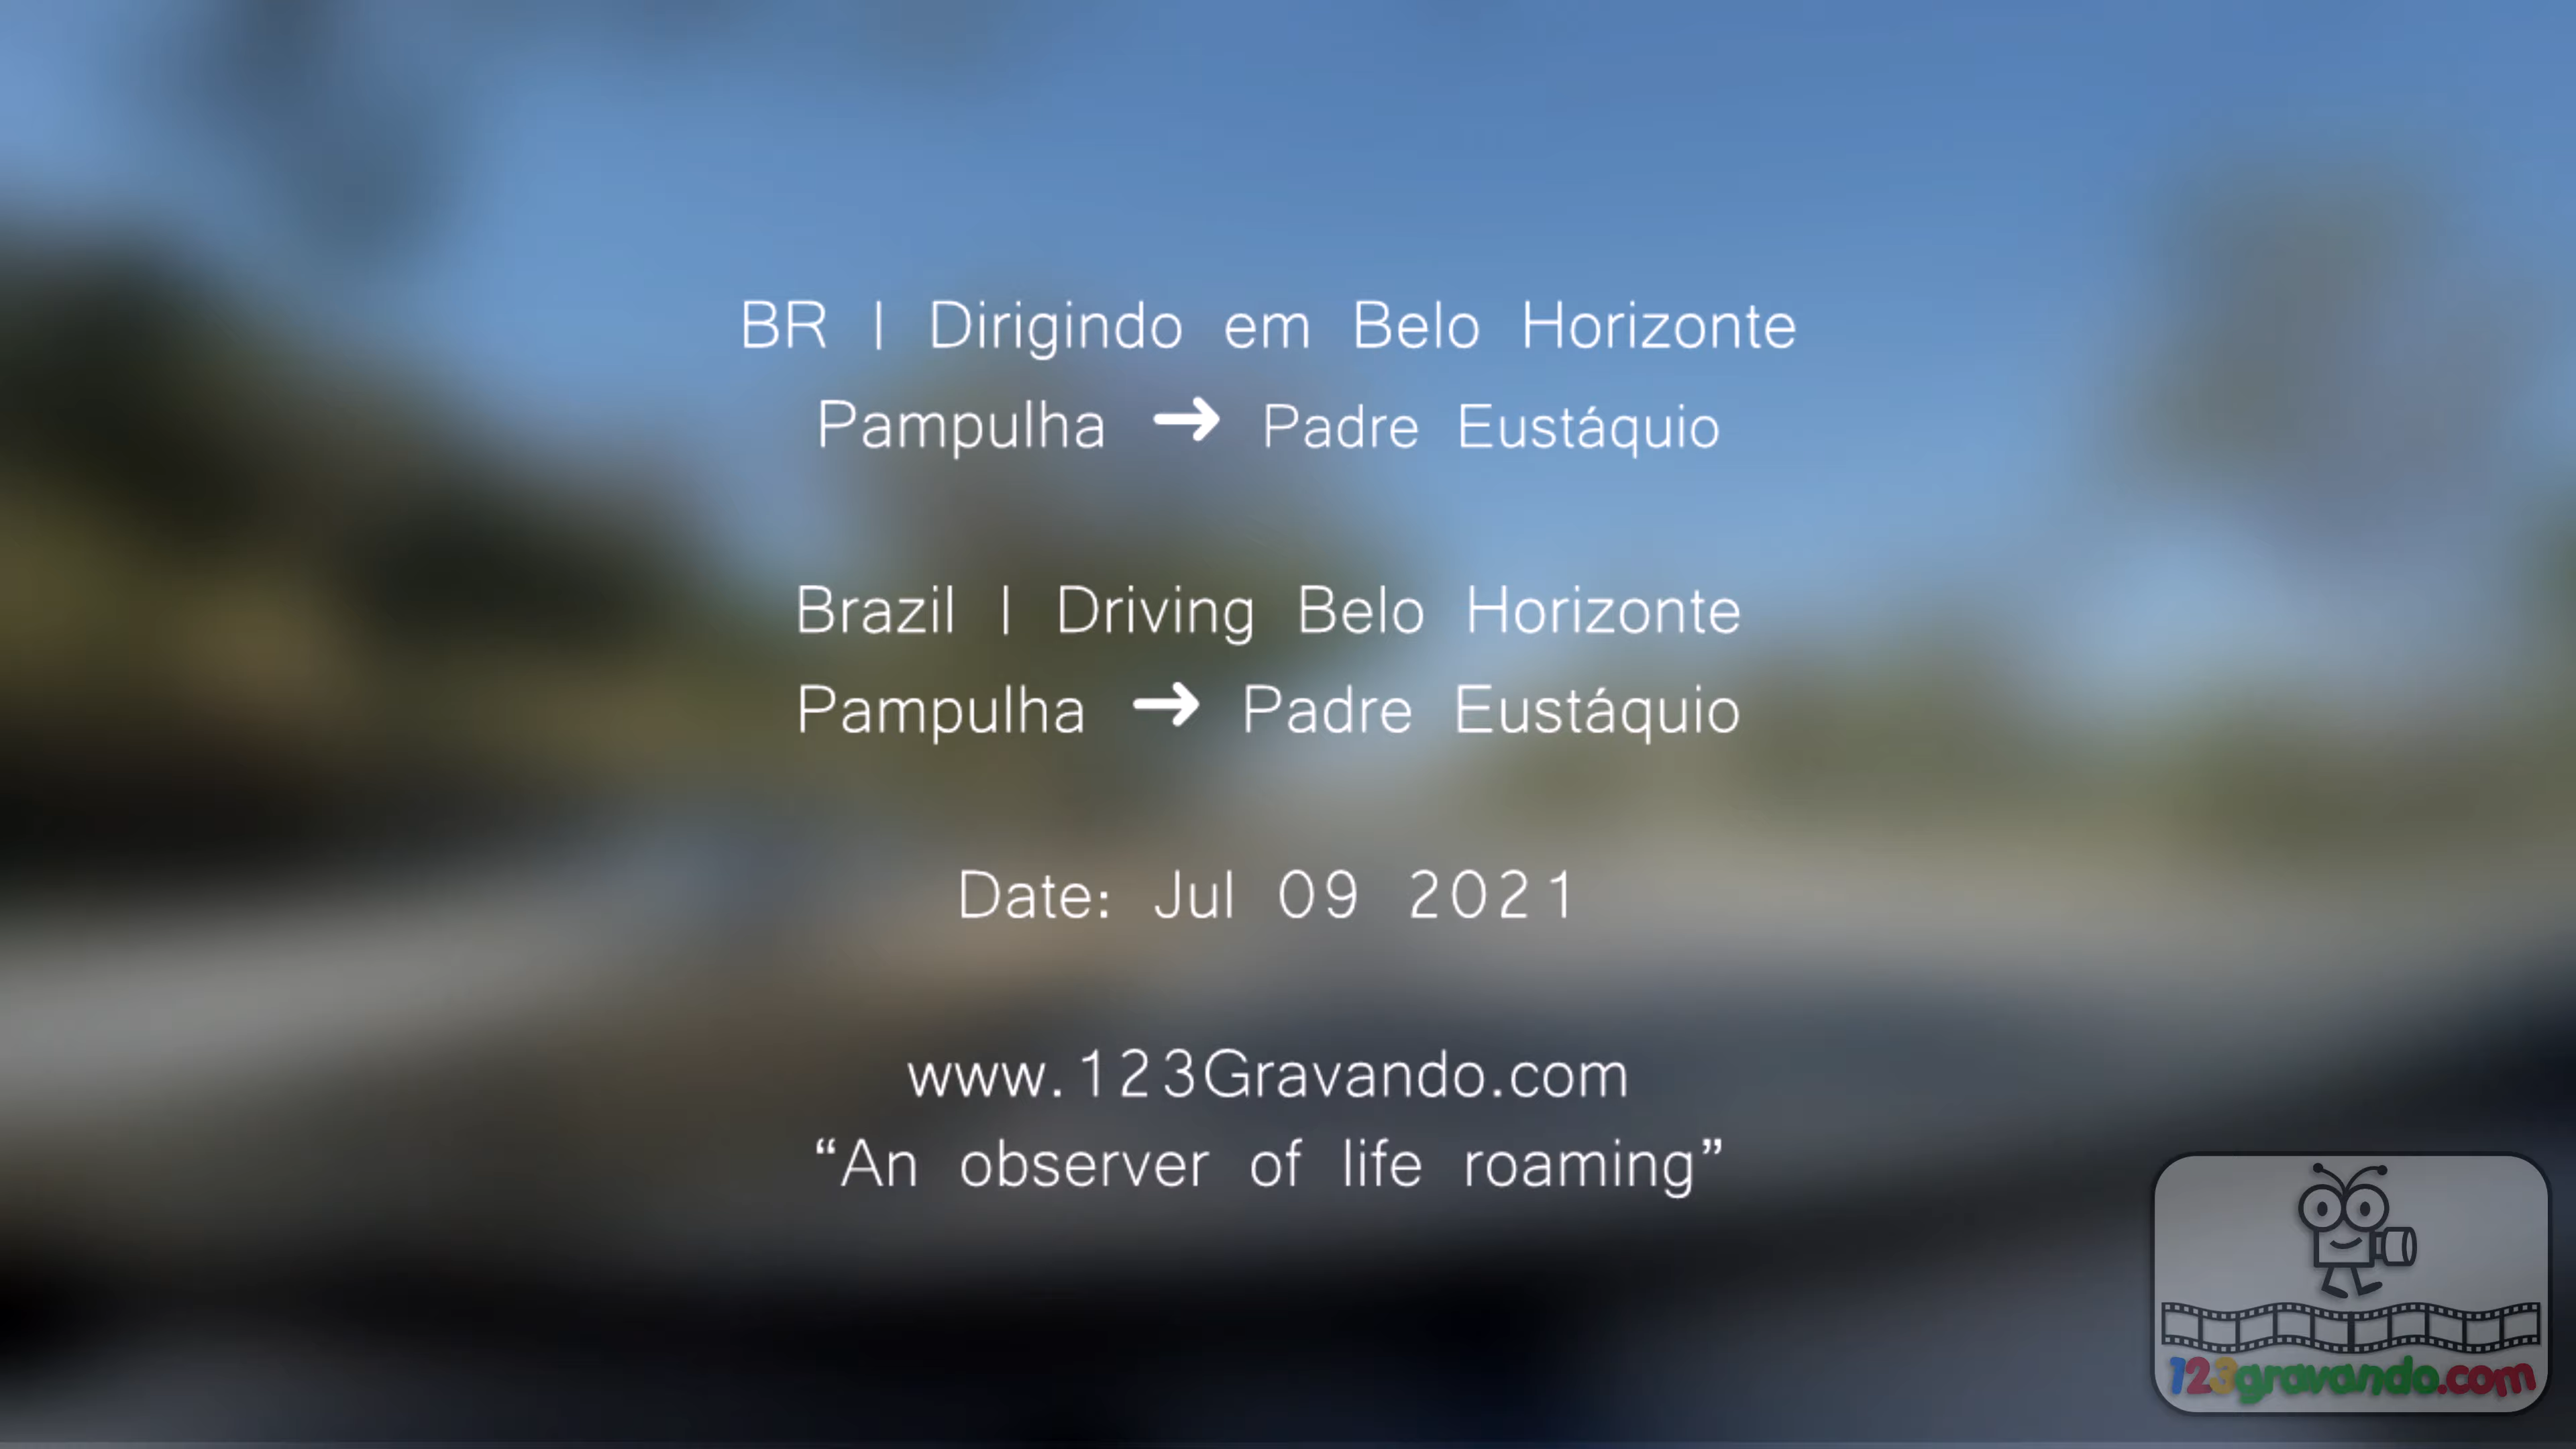 BR | Dirigindo em Belo Horizonte
Pampulha → Padre Eustáquio
Brazil | Driving Belo Horizonte
Pampulha → Padre Eustáquio
Date: Jul 09 2021
www.123Gravando.com
“An observer of life roaming”
123gravando.com